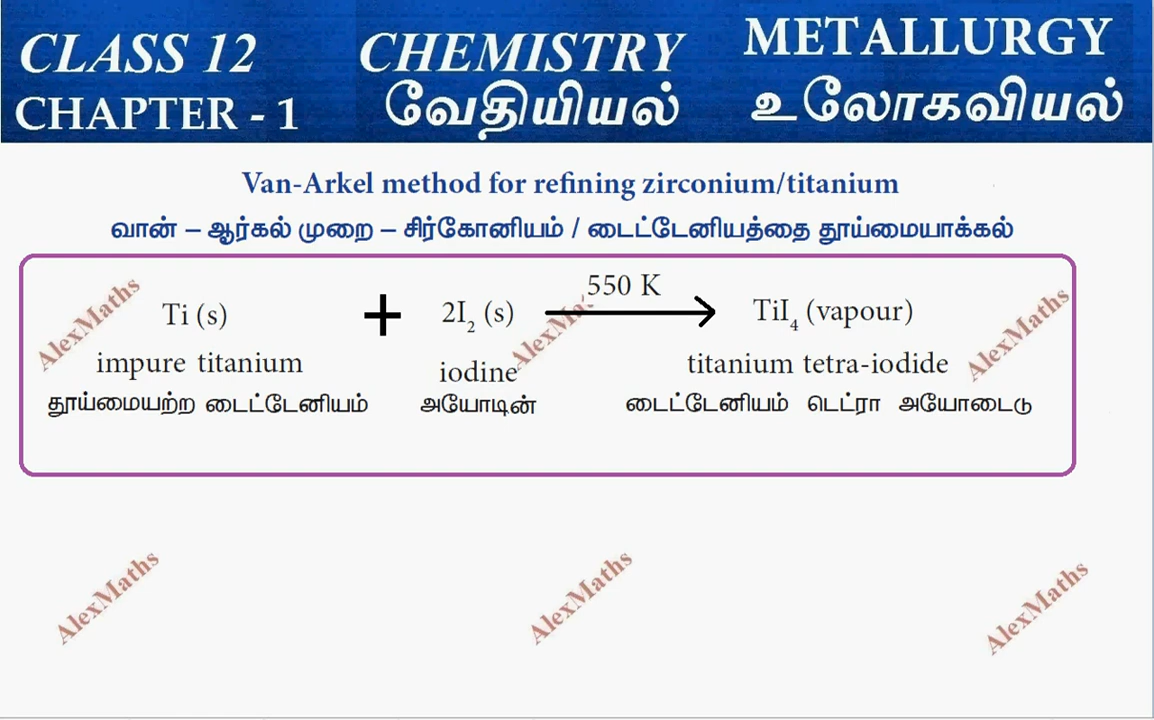 CLASS 12 CHEMISTRY METALLURGY
CHAPTER - 1 வேதியியல் உலோகவியல்
Van-Arkel method for refining zirconium/titanium
வான் – ஆர்கல் முறை – சிர்கோனியம் / டைட்டேனியத்தை தூய்மையாக்கல்
550 K
Ti (s) + 2I₂ (s) → TiI₄ (vapour)
impure titanium iodine titanium tetra-iodide
தூய்மையற்ற டைட்டேனியம் அயோடின் டைட்டேனியம் டெட்ரா அயோடைடு
AlexMaths AlexMaths AlexMaths
AlexMaths AlexMaths AlexMaths